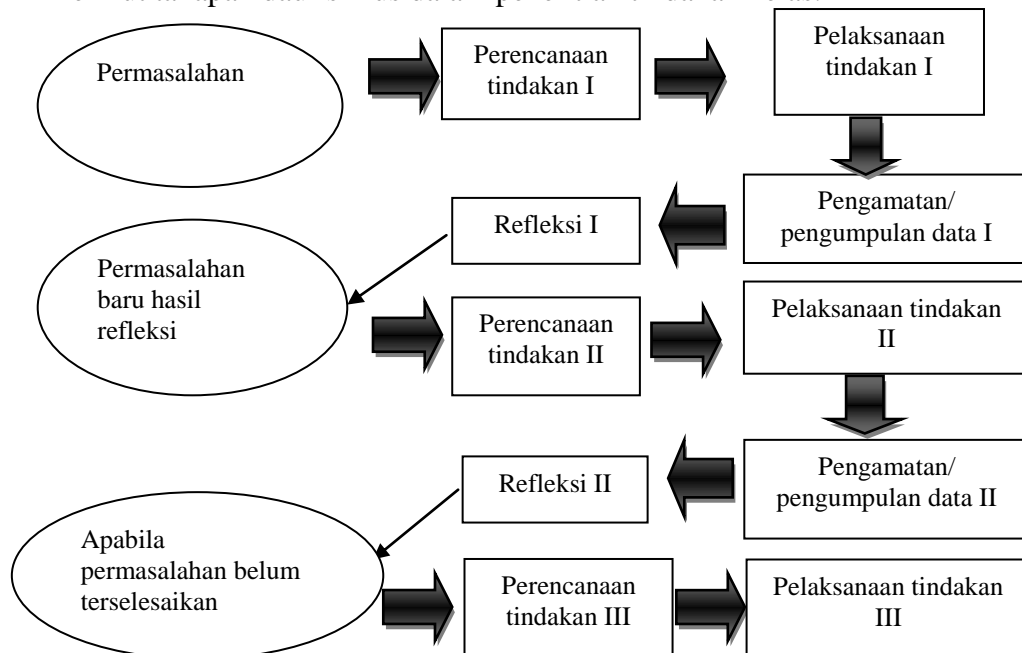 Permasalahan
Perencanaan
tindakan I
Pelaksanaan
tindakan I
Pengamatan/
pengumpulan data I
Refleksi I
Permasalahan
baru hasil
refleksi
Perencanaan
tindakan II
Pelaksanaan tindakan
II
Pengamatan/
pengumpulan data II
Refleksi II
Apabila
permasalahan belum
terselesaikan
Perencanaan
tindakan III
Pelaksanaan tindakan
III